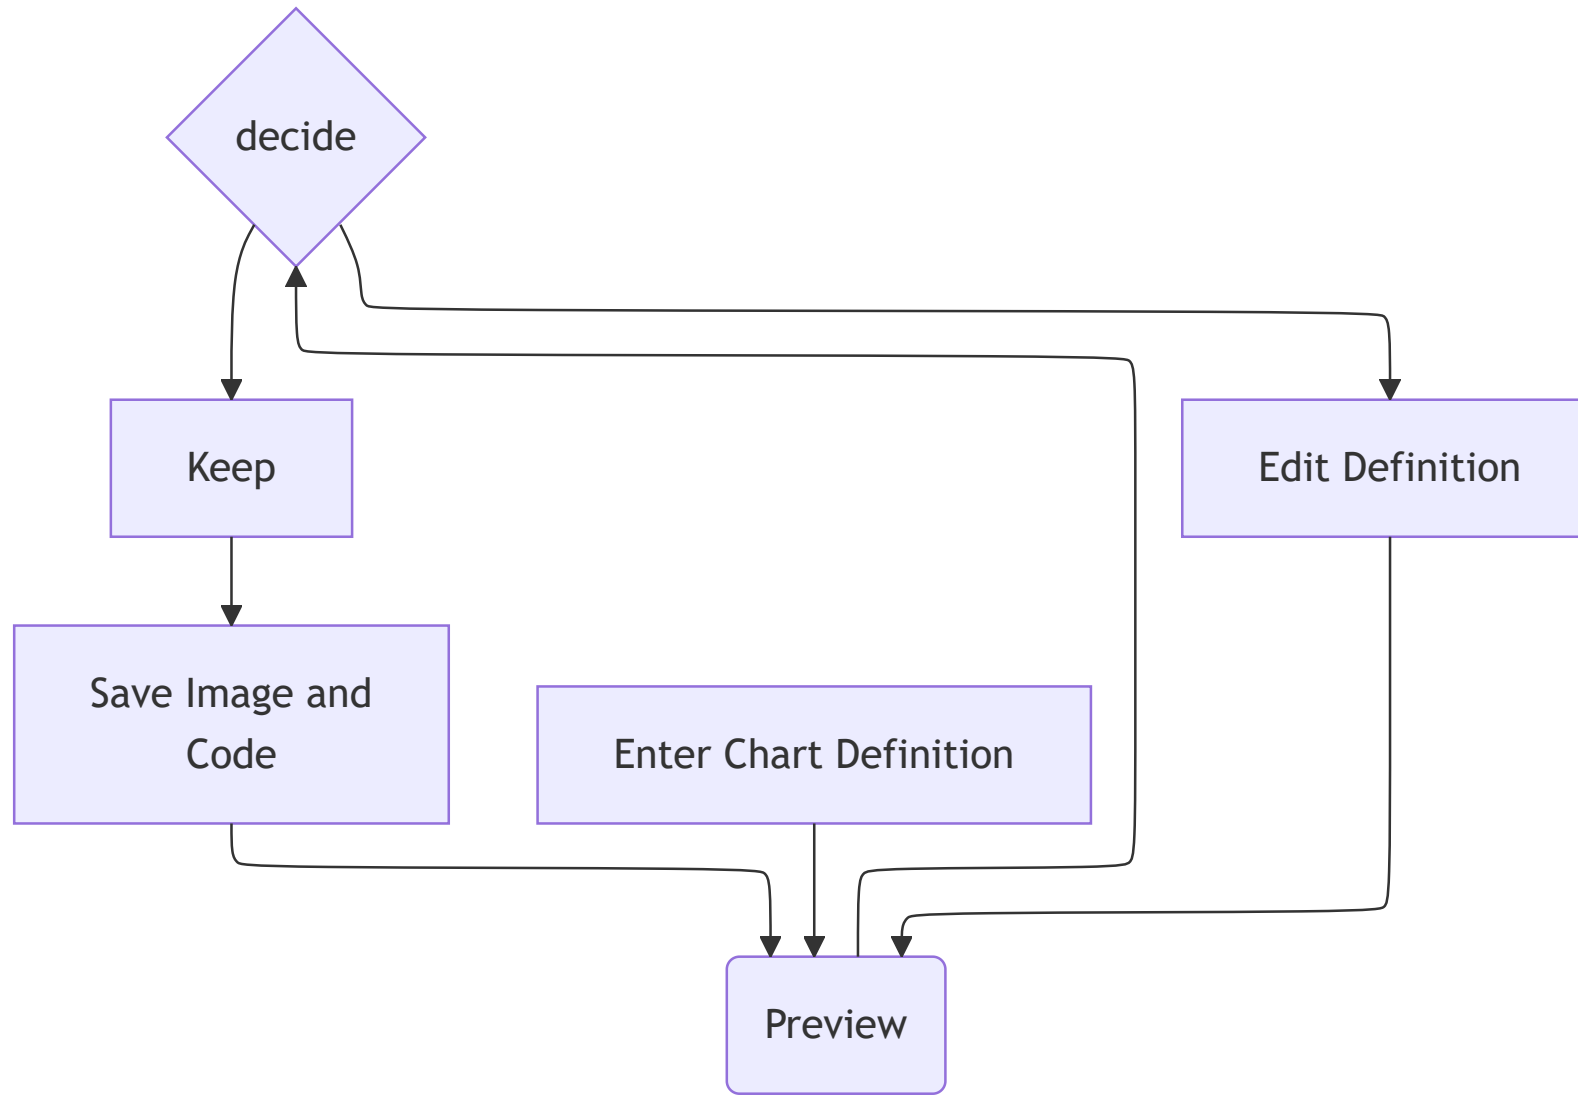 decide
Keep
Edit Definition
Save Image and
Code
Enter Chart Definition
Preview